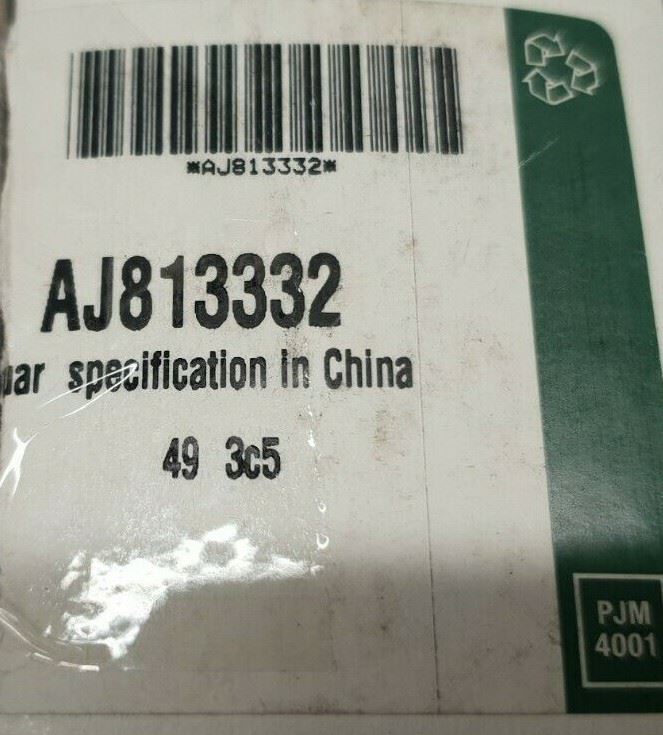 *AJ813332*
AJ813332
uar specification in China
49 3c5
PJM
4001